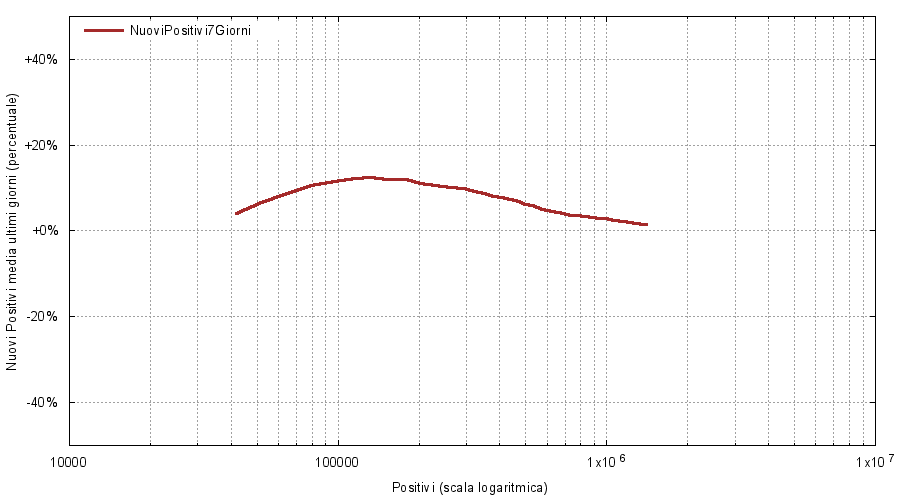 NuoviPositivi7Giorni
+40%
+20%
+0%
-20%
-40%
Nuovi Positivi media ultimi giorni (percentuale)
10000 100000 1x10^6 1x10^7
Positivi (scala logaritmica)